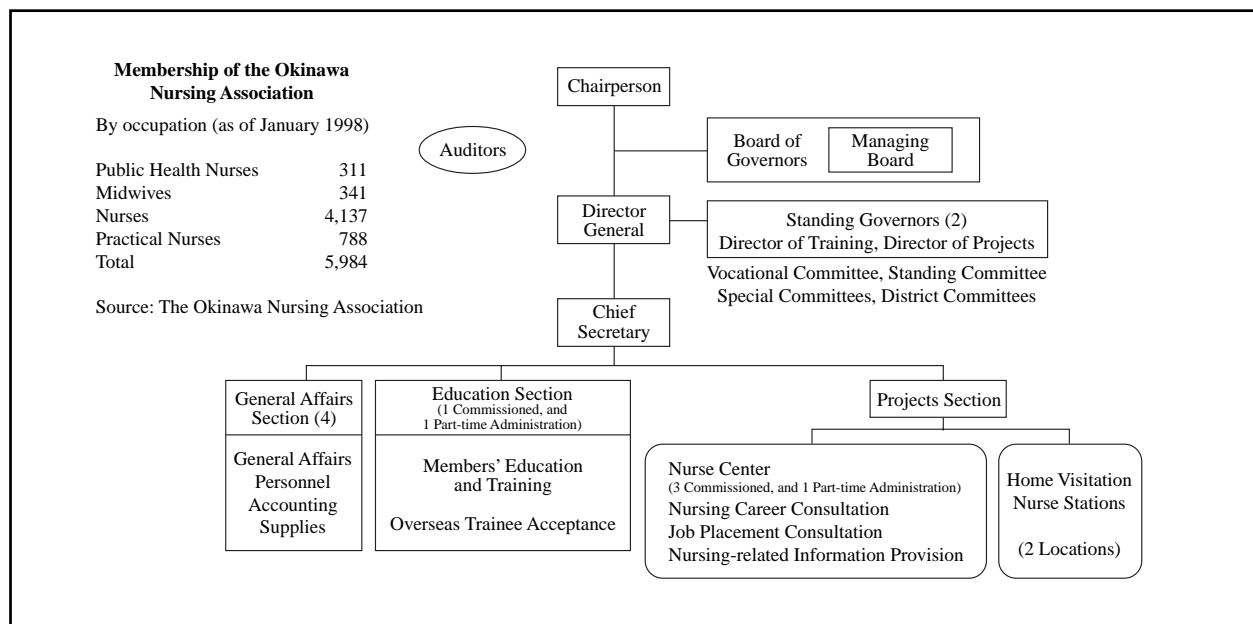 Membership of the Okinawa
Nursing Association
By occupation (as of January 1998)
Public Health Nurses 311
Midwives 341
Nurses 4,137
Practical Nurses 788
Total 5,984
Source: The Okinawa Nursing Association
Chairperson
Auditors
Board of
Governors
Managing
Board
Director
General
Standing Governors (2)
Director of Training, Director of Projects
Vocational Committee, Standing Committee
Special Committees, District Committees
Chief
Secretary
General Affairs
Section (4)
General Affairs
Personnel
Accounting
Supplies
Education Section
(1 Commissioned, and
1 Part-time Administration)
Members’ Education
and Training
Overseas Trainee Acceptance
Projects Section
Nurse Center
(3 Commissioned, and 1 Part-time Administration)
Nursing Career Consultation
Job Placement Consultation
Nursing-related Information Provision
Home Visitation
Nurse Stations
(2 Locations)